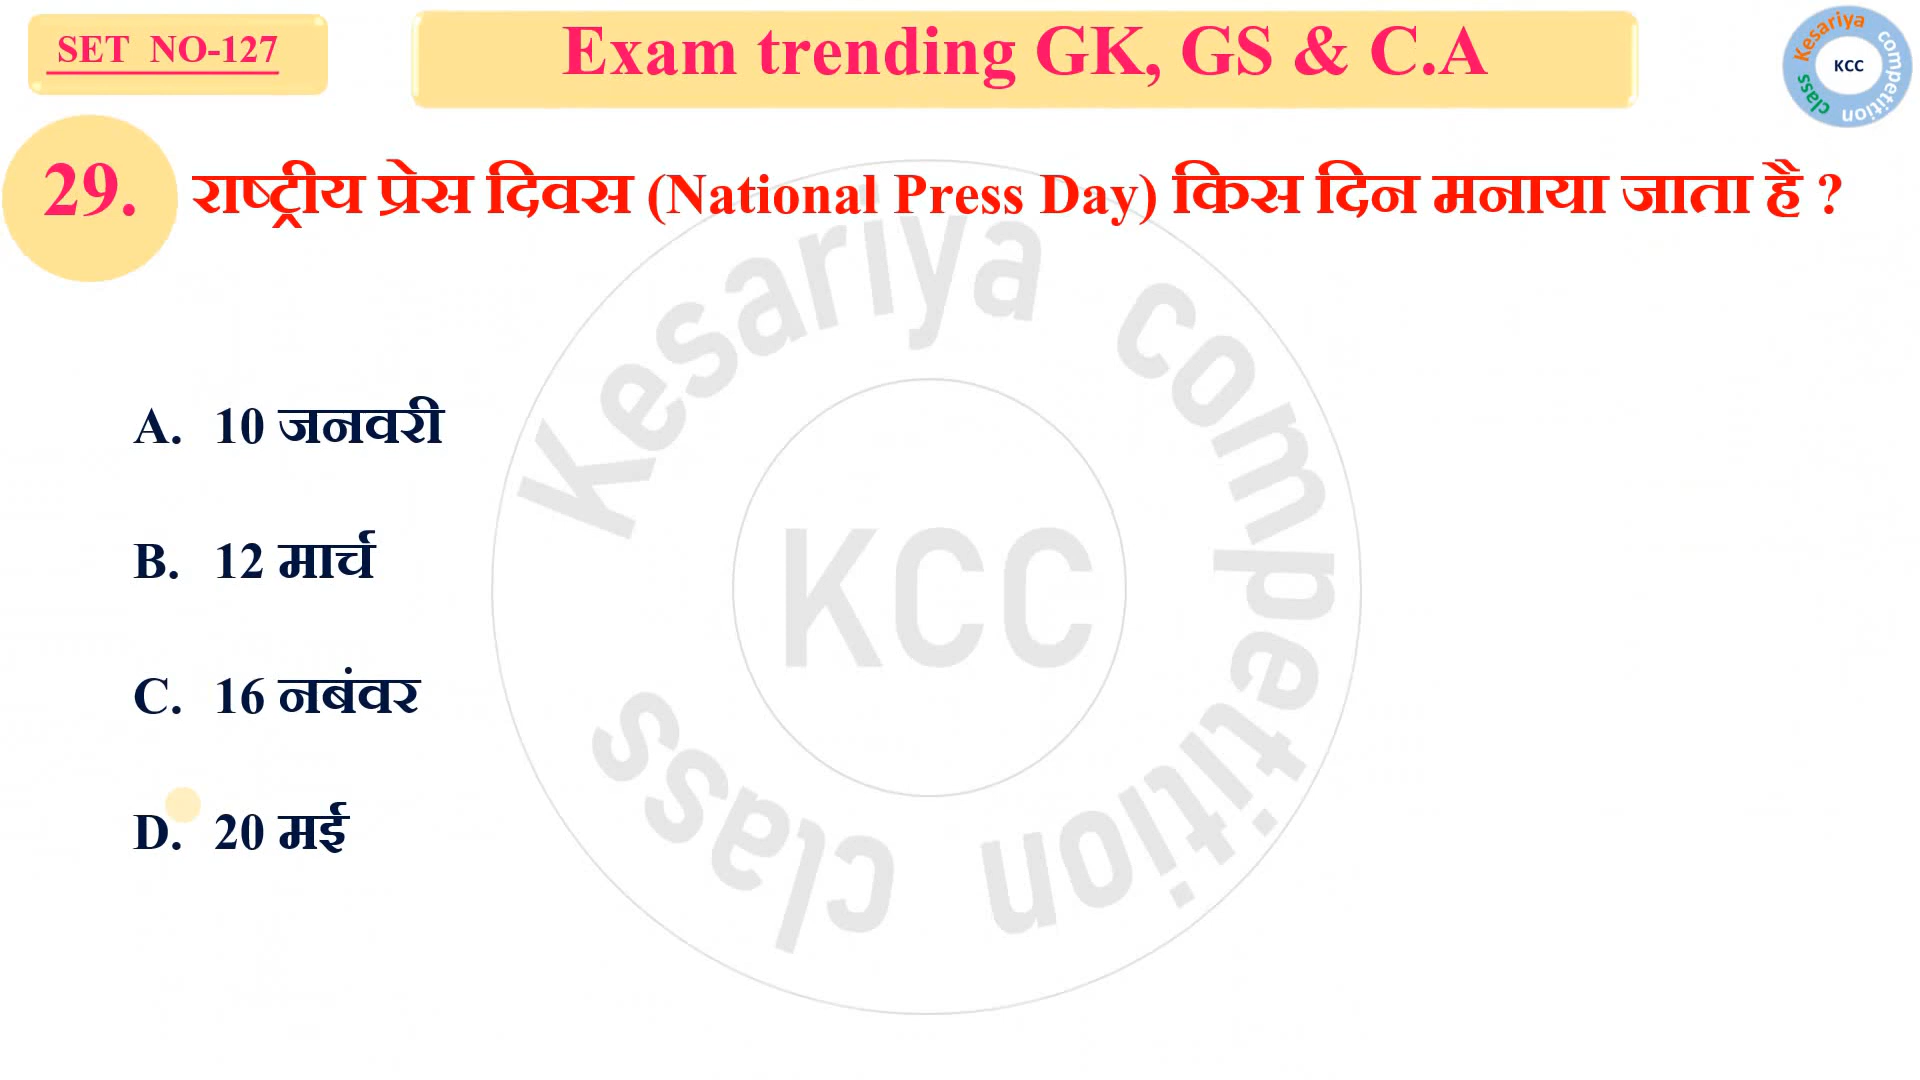 SET NO-127
Exam trending GK, GS & C.A
Kesariya competition class
KCC
29. राष्ट्रीय प्रेस दिवस (National Press Day) किस दिन मनाया जाता है ?
A. 10 जनवरी
B. 12 मार्च
C. 16 नबंवर
D. 20 मई
Kesariya competition class
KCC